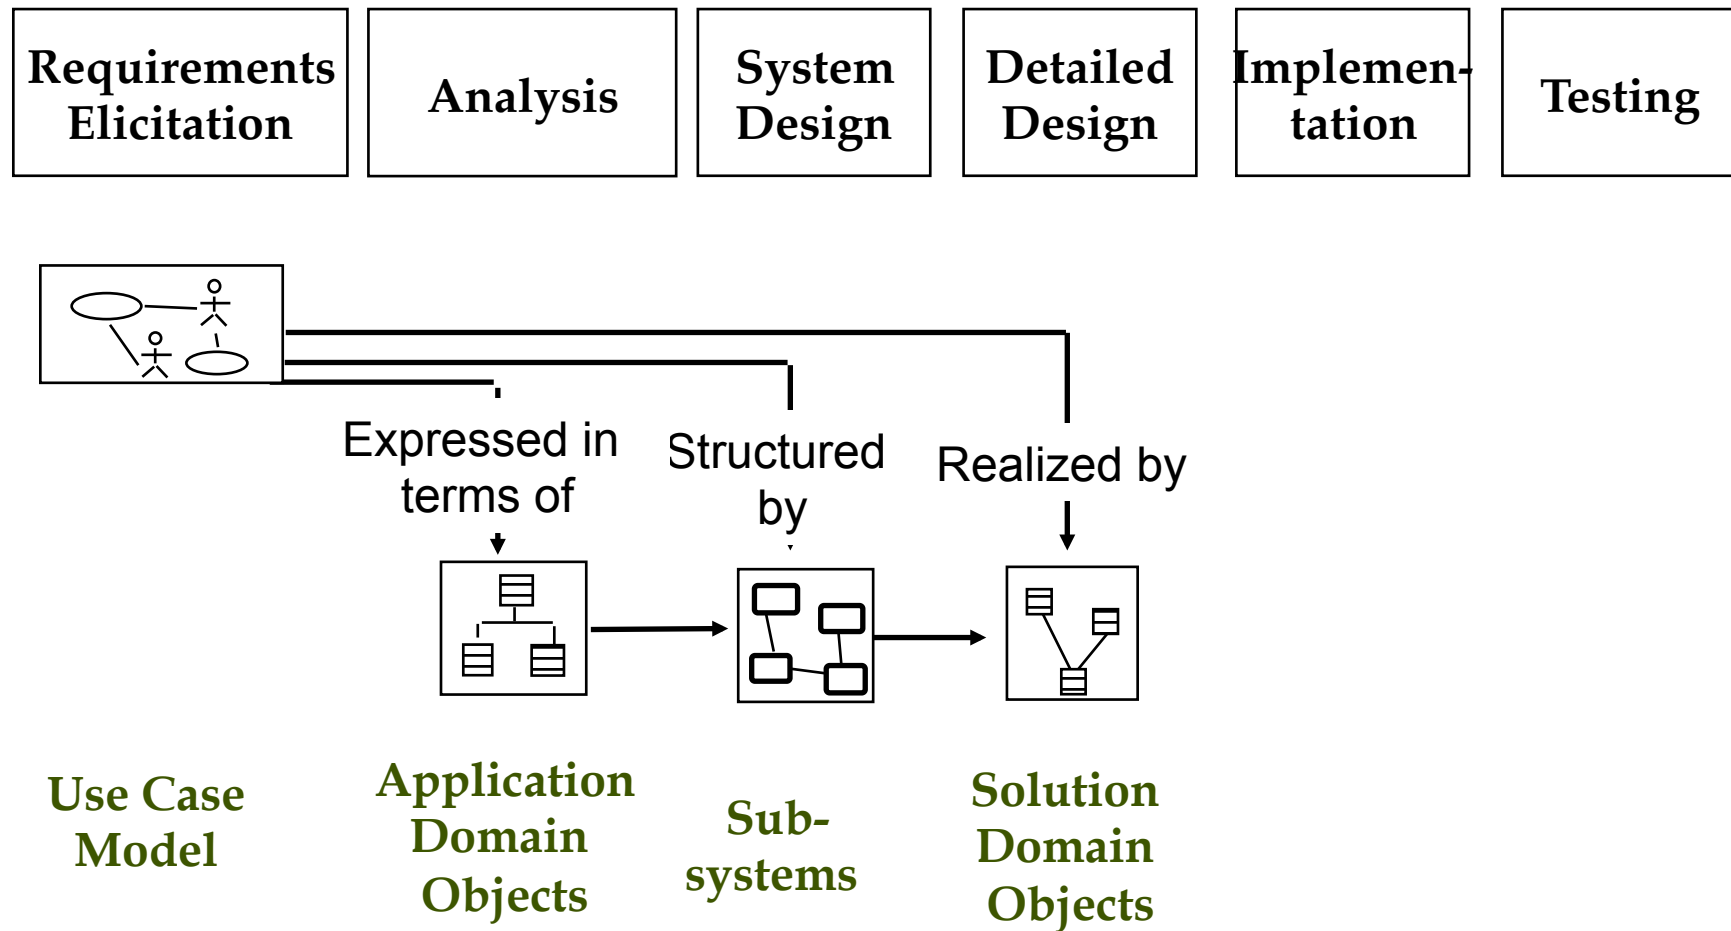 Requirements
Elicitation
Analysis
System
Design
Detailed
Design
Implemen-
tation
Testing
Expressed in
terms of
Structured
by
Realized by
Use Case
Model
Application
Domain
Objects
Sub-
systems
Solution
Domain
Objects